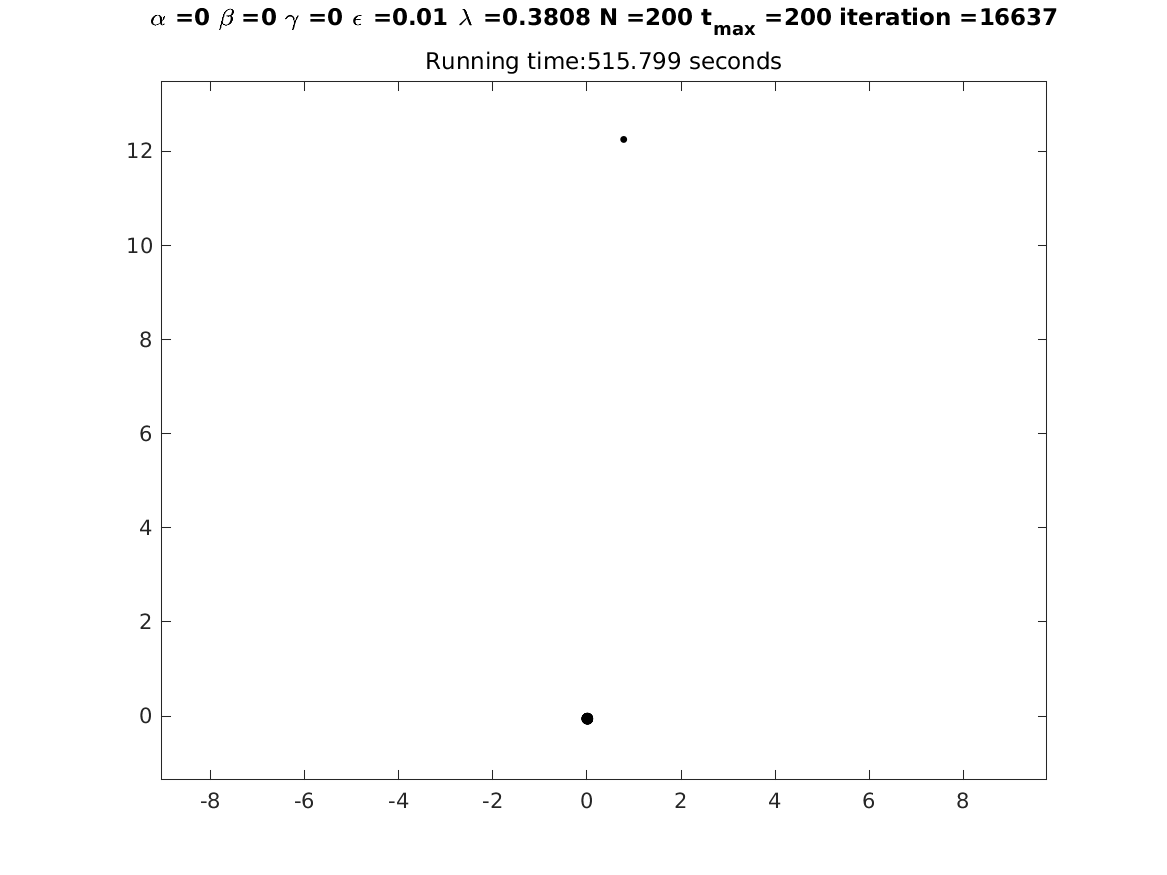 α =0 β =0 γ =0 ϵ =0.01 λ =0.3808 N =200 t_max =200 iteration =16637
Running time:515.799 seconds
12
10
8
6
4
2
0
-8 -6 -4 -2 0 2 4 6 8